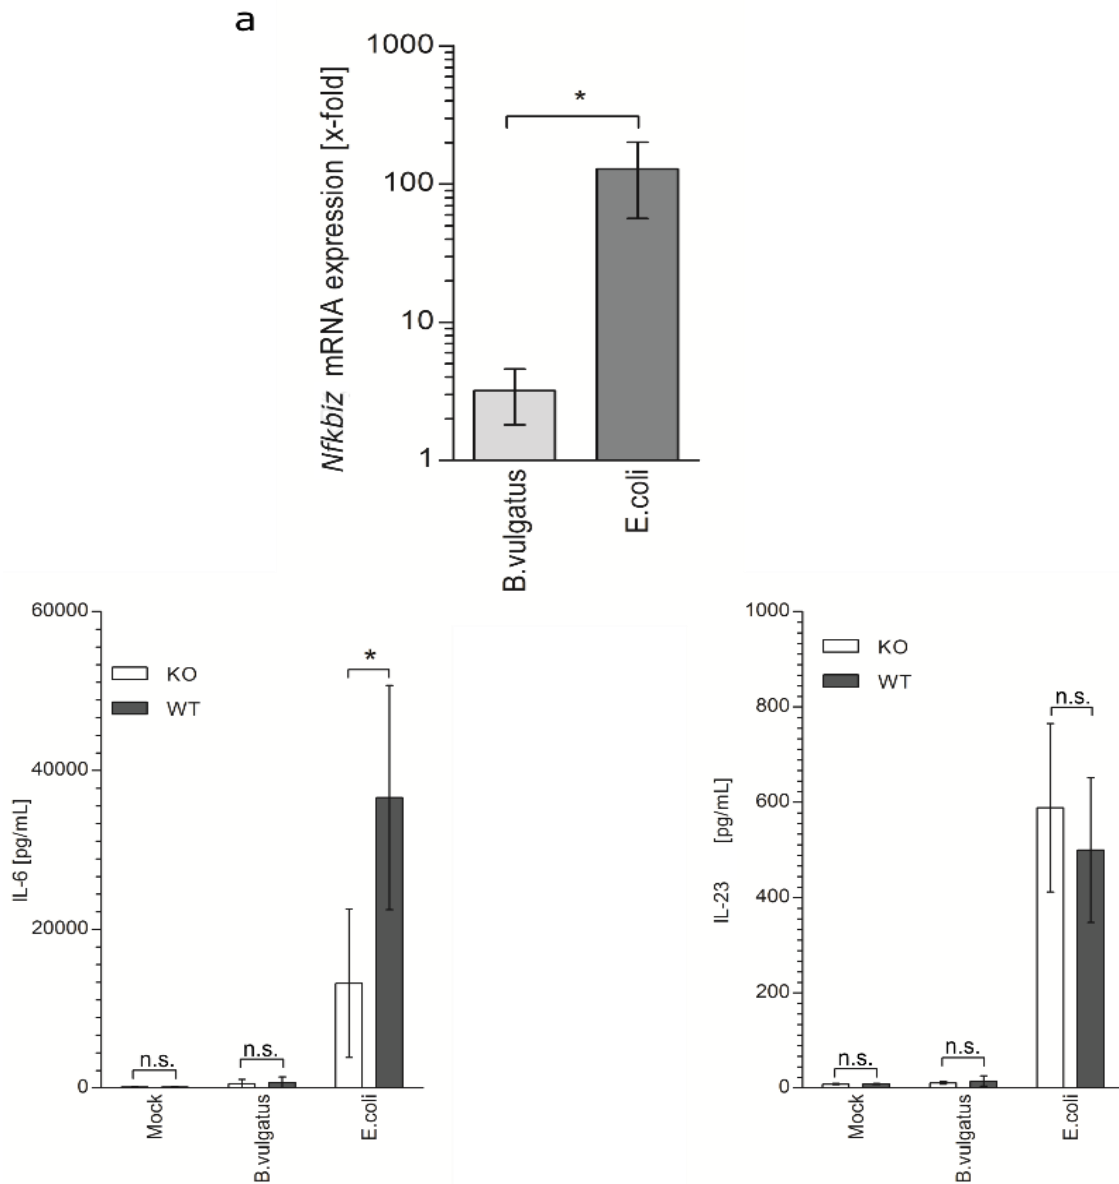 a
Nfkbiz mRNA expression [x-fold]
1000
100
10
1
*
B.vulgatus
E.coli
IL-6 [pg/mL]
60000
40000
20000
0
KO
WT
n.s.
n.s.
*
Mock
B.vulgatus
E.coli
IL-23 [pg/mL]
1000
800
600
400
200
0
KO
WT
n.s.
n.s.
n.s.
Mock
B.vulgatus
E.coli